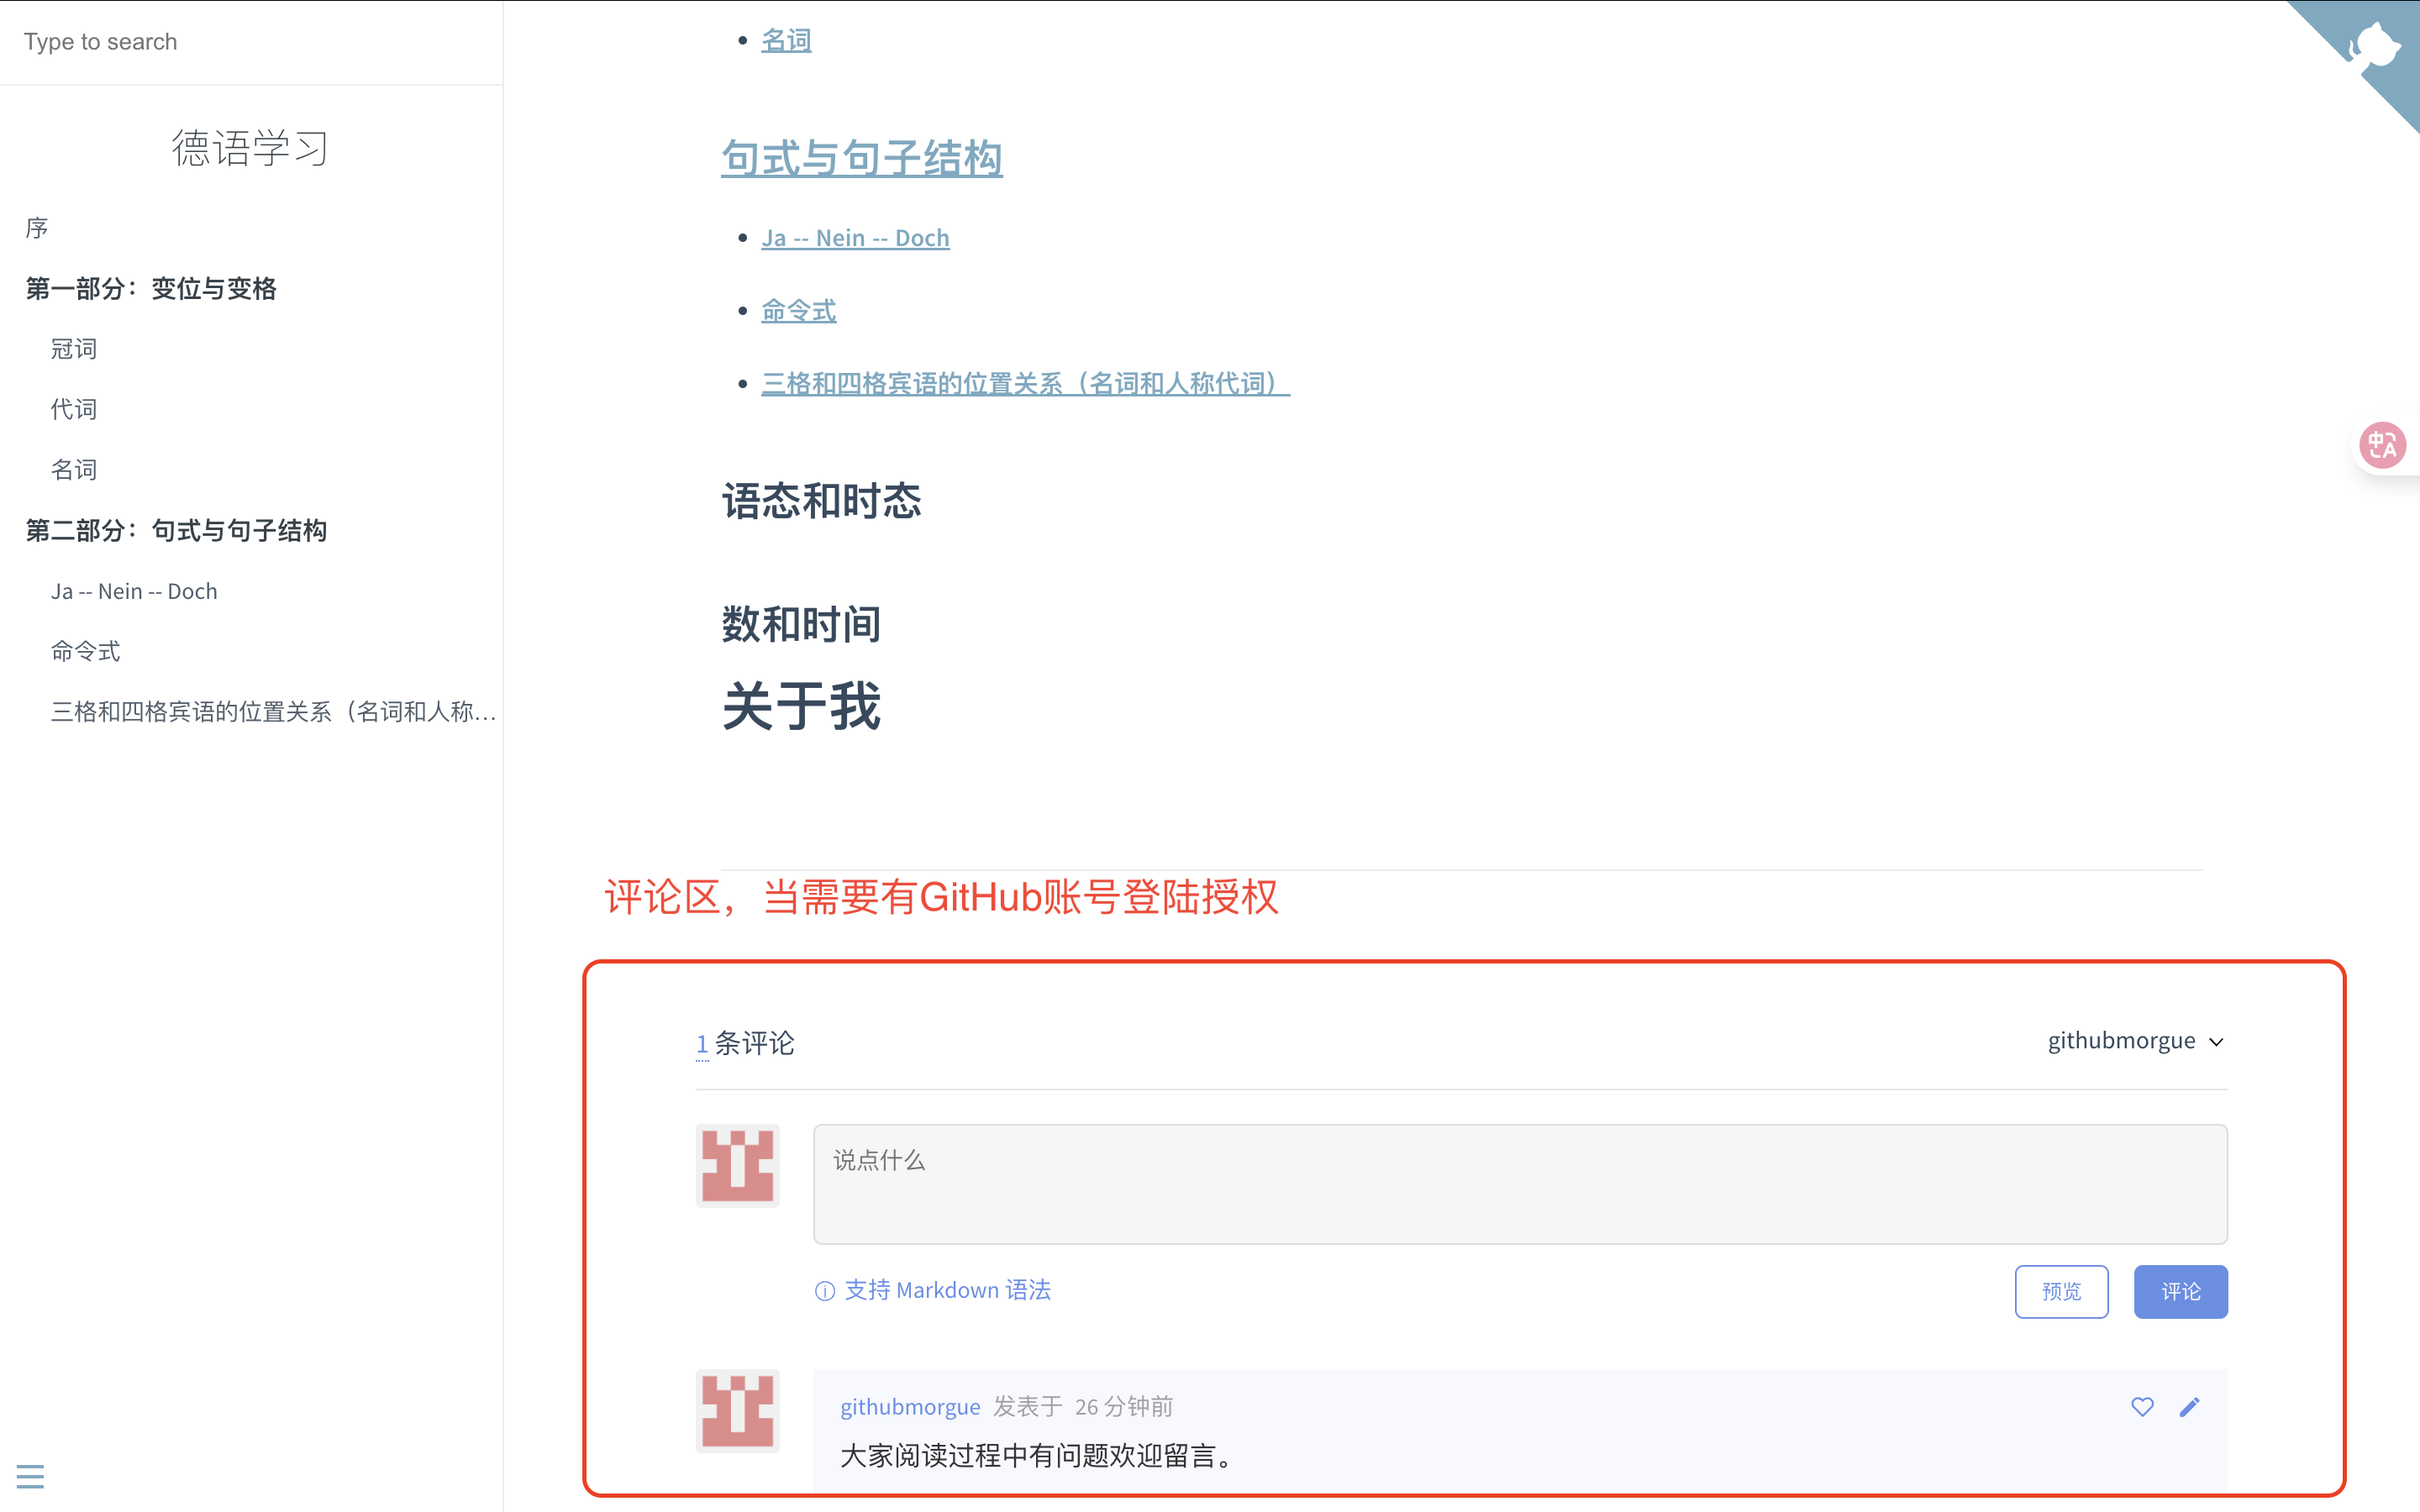 Type to search
德语学习
序
第一部分：变位与变格
冠词
代词
名词
第二部分：句式与句子结构
Ja -- Nein -- Doch
命令式
三格和四格宾语的位置关系（名词和人称...
名词
句式与句子结构
Ja -- Nein -- Doch
命令式
三格和四格宾语的位置关系（名词和人称代词）
语态和时态
数和时间
关于我
评论区，当需要有GitHub账号登陆授权
1 条评论
githubmorgue
说点什么
支持 Markdown 语法
预览
评论
githubmorgue 发表于 26 分钟前
大家阅读过程中有问题欢迎留言。
中A